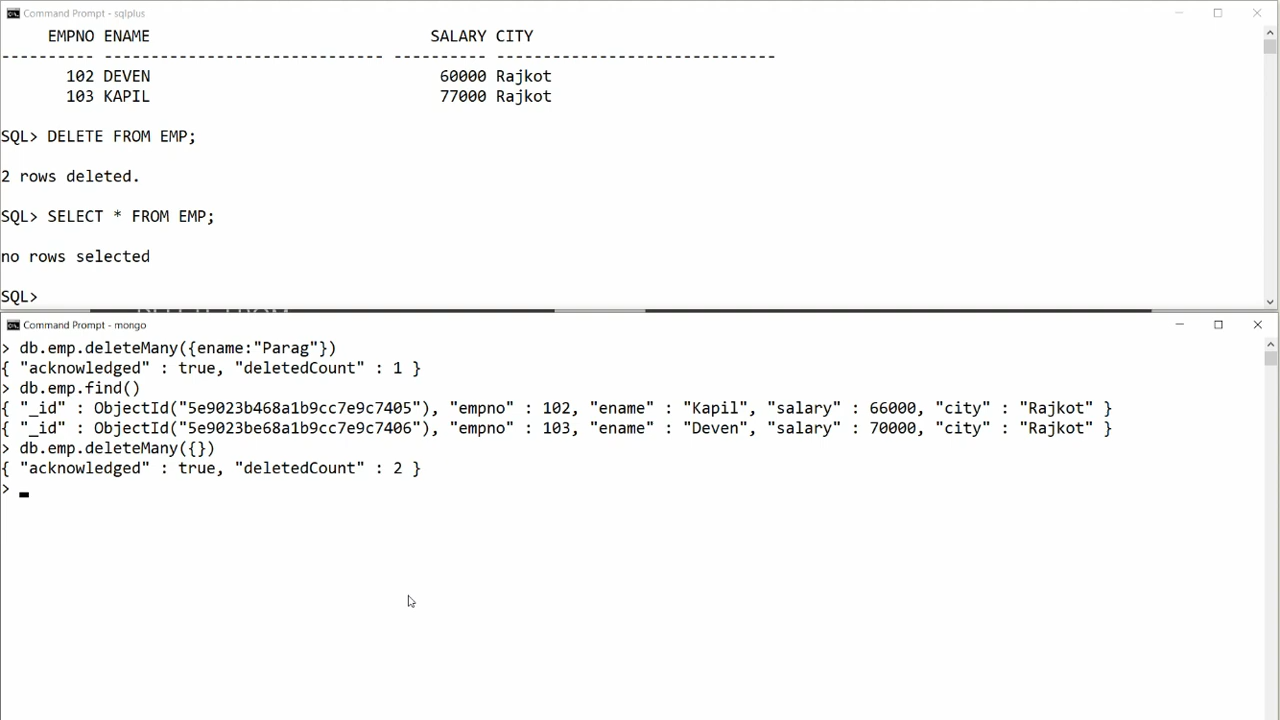 Command Prompt - sqlplus
EMPNO ENAME SALARY CITY
---------- ------------------------------ ---------- ------------------------------
102 DEVEN 60000 Rajkot
103 KAPIL 77000 Rajkot
SQL> DELETE FROM EMP;
2 rows deleted.
SQL> SELECT * FROM EMP;
no rows selected
SQL>
Command Prompt - mongo
> db.emp.deleteMany({ename:"Parag"})
{ "acknowledged" : true, "deletedCount" : 1 }
> db.emp.find()
{ "_id" : ObjectId("5e9023b468a1b9cc7e9c7405"), "empno" : 102, "ename" : "Kapil", "salary" : 66000, "city" : "Rajkot" }
{ "_id" : ObjectId("5e9023be68a1b9cc7e9c7406"), "empno" : 103, "ename" : "Deven", "salary" : 70000, "city" : "Rajkot" }
> db.emp.deleteMany({})
{ "acknowledged" : true, "deletedCount" : 2 }
>